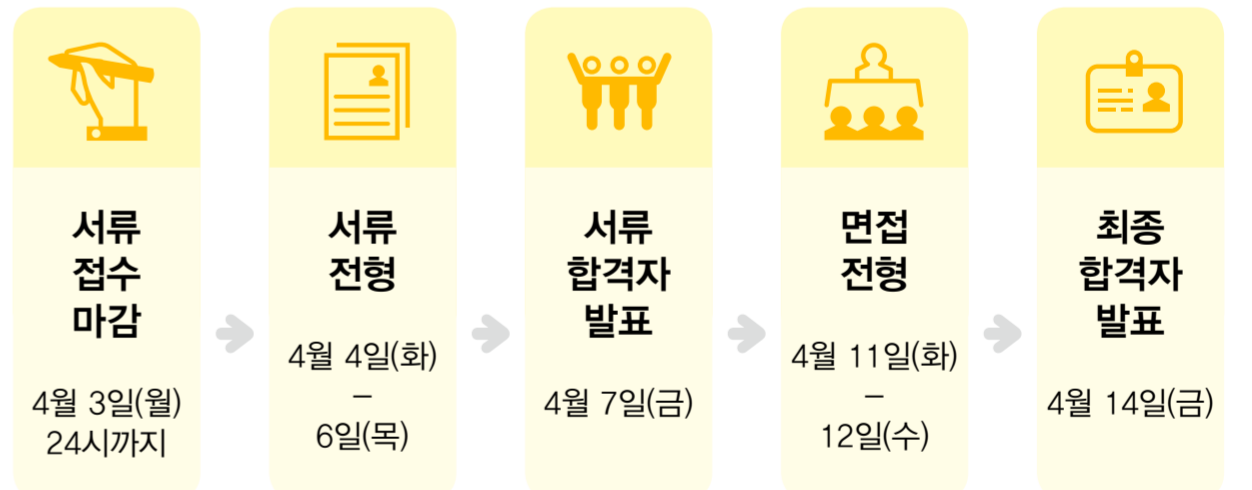 서류
접수
마감
4월 3일(월)
24시까지
서류
전형
4월 4일(화)
–
6일(목)
서류
합격자
발표
4월 7일(금)
면접
전형
4월 11일(화)
–
12일(수)
최종
합격자
발표
4월 14일(금)